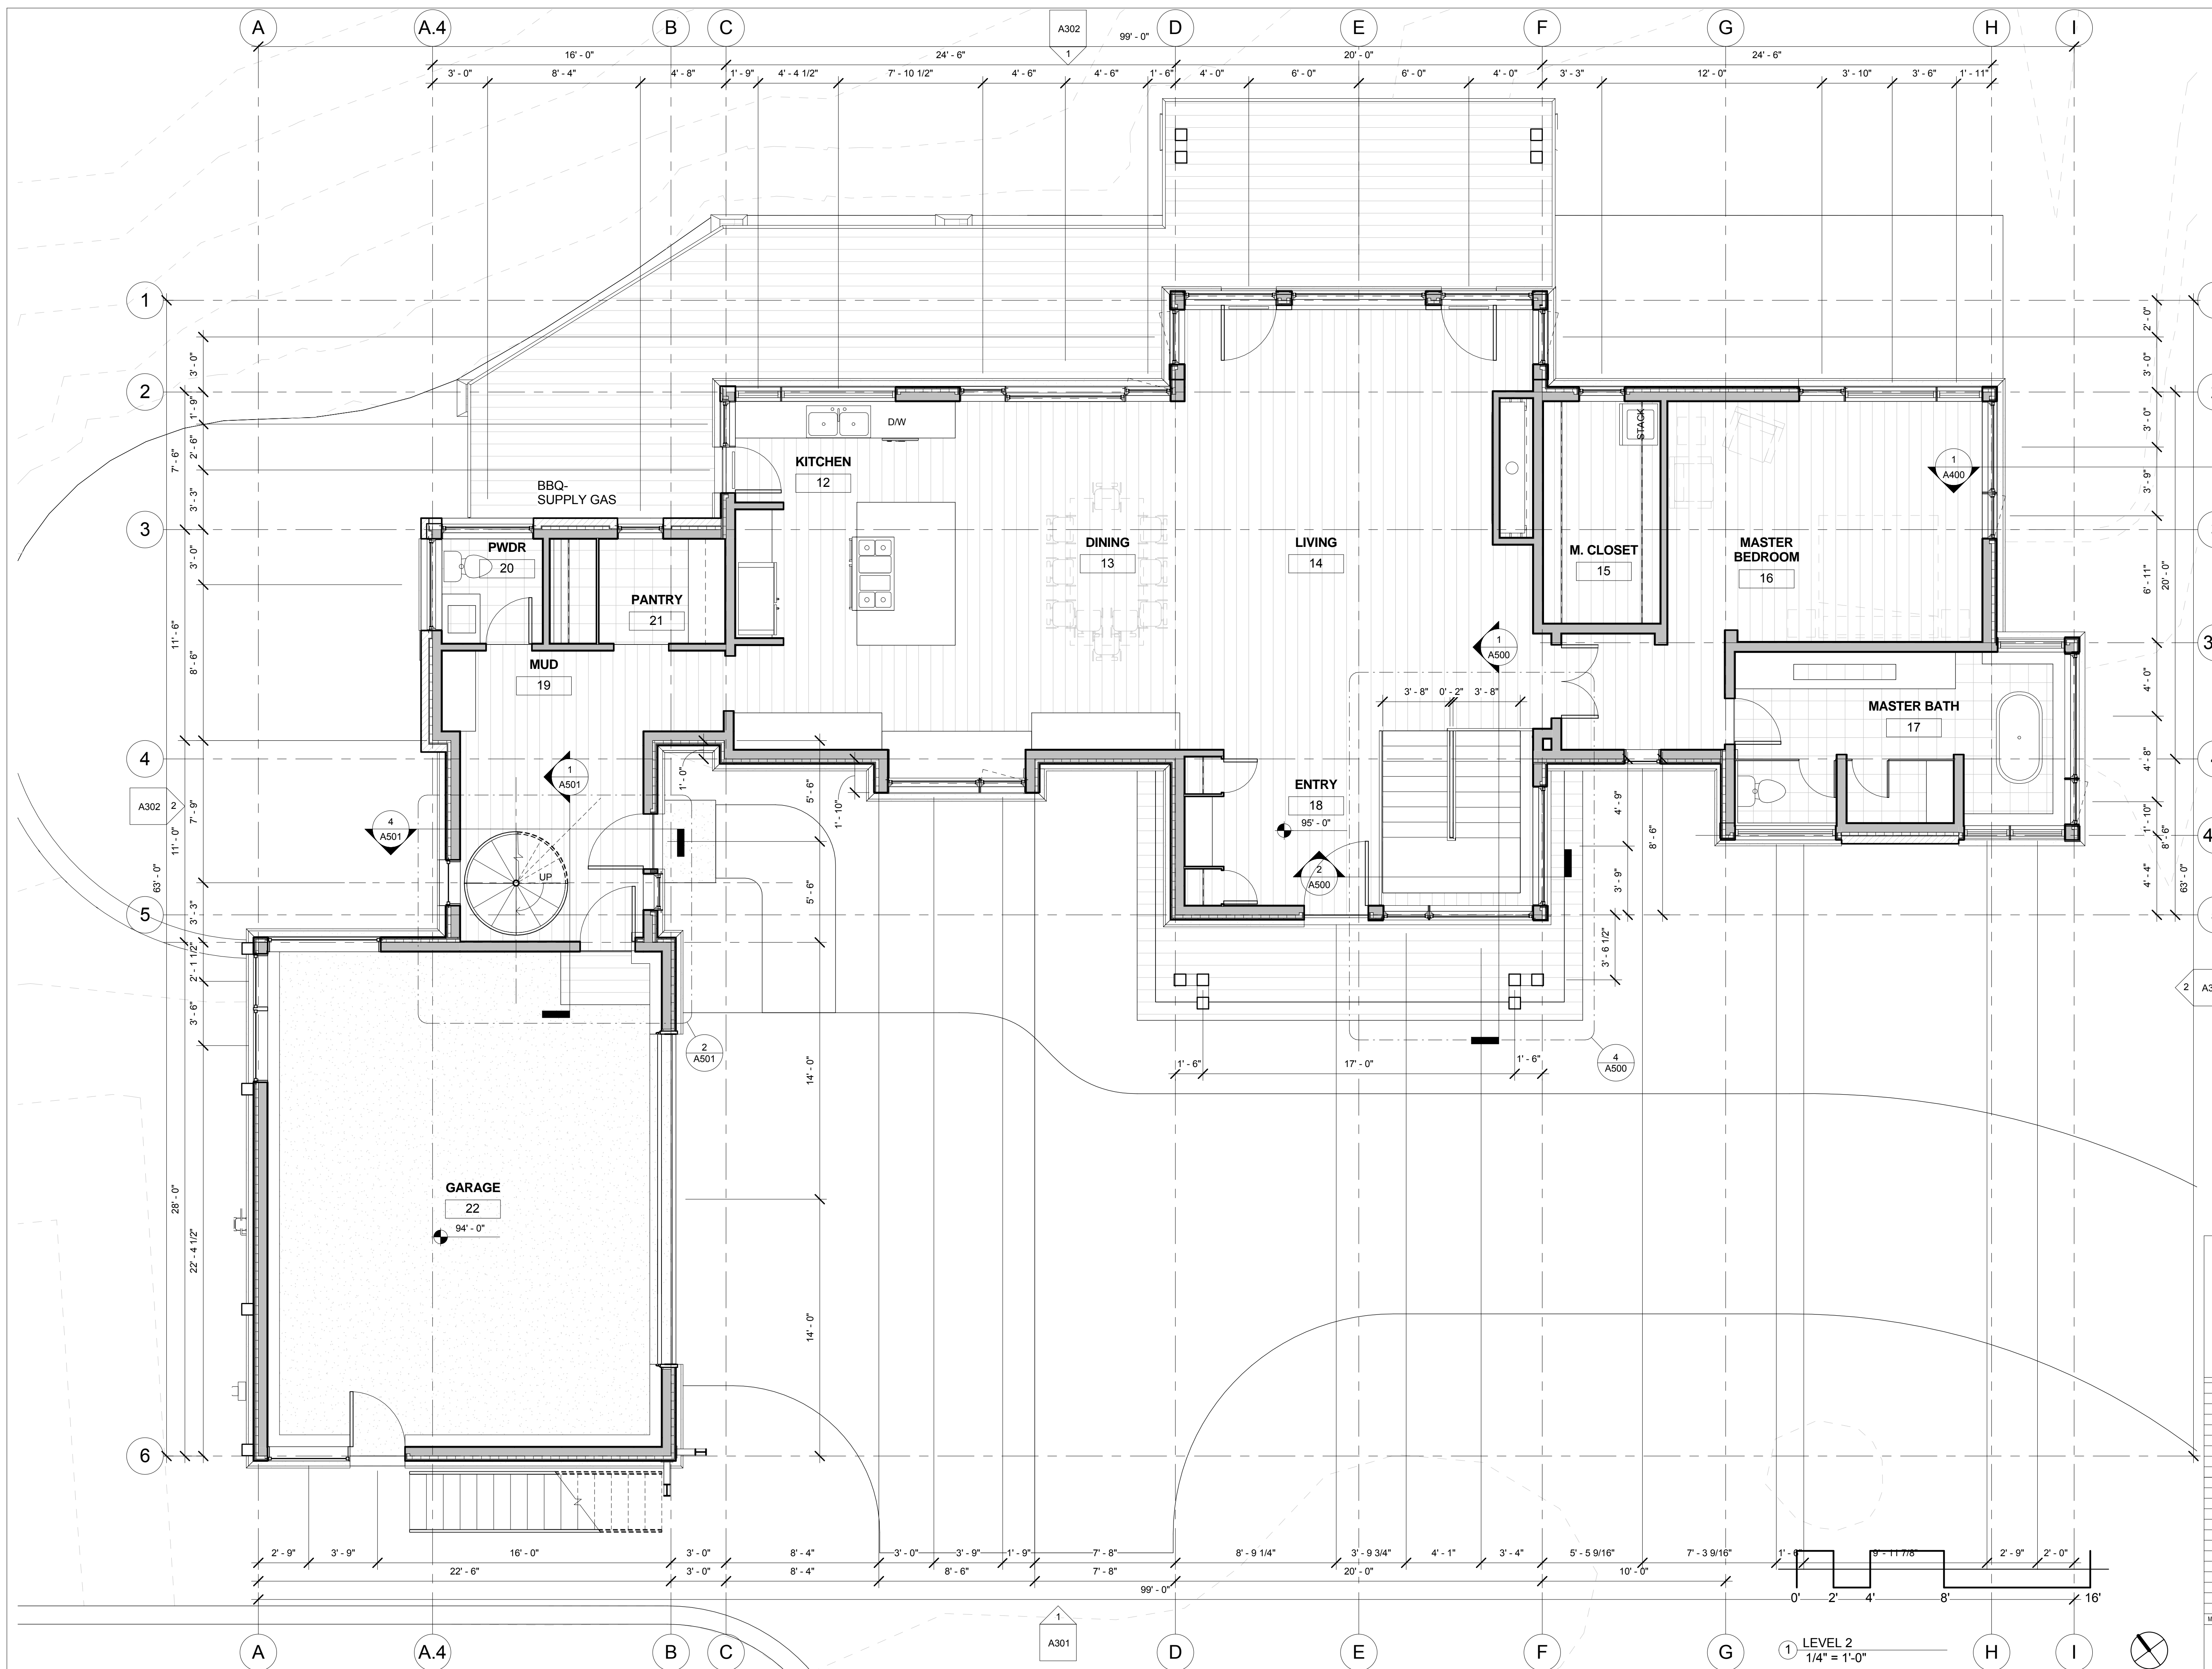 A A.4 B C D E F G H I
A302
1
99' - 0"
16' - 0" 24' - 6" 20' - 0" 24' - 6"
3' - 0" 8' - 4" 4' - 8" 1' - 9" 4' - 4 1/2" 7' - 10 1/2" 4' - 6" 4' - 6" 1' - 6" 4' - 0" 6' - 0" 6' - 0" 4' - 0" 3' - 3" 12' - 0" 3' - 10" 3' - 6" 1' - 11"
1
2
3
4
5
6
3' - 0"
1' - 9"
2' - 6"
3' - 3"
3' - 0"
8' - 6"
7' - 9"
3' - 3"
2' - 1 1/2"
3' - 6"
22' - 4 1/2"
7' - 6"
11' - 6"
11' - 0"
28' - 0"
63' - 0"
A302 2
BBQ-
SUPPLY GAS
KITCHEN
12
D/W
DINING
13
LIVING
14
STACK
M. CLOSET
15
MASTER
BEDROOM
16
1
A400
PWDR
20
PANTRY
21
MUD
19
1
A501
4
A501
UP
1
A500
3' - 8" 0' - 2" 3' - 8"
MASTER BATH
17
ENTRY
18
95' - 0"
2
A500
1' - 0"
1' - 10"
5' - 6"
5' - 6"
14' - 0"
14' - 0"
4' - 9"
3' - 9"
8' - 6"
3' - 6 1/2"
2' - 0"
3' - 0"
3' - 0"
3' - 9"
6' - 11"
4' - 0"
4' - 8"
1' - 10"
4' - 4"
20' - 0"
8' - 6"
63' - 0"
2
2
A501
4
A500
1' - 6" 17' - 0" 1' - 6"
GARAGE
22
94' - 0"
2' - 9" 3' - 9" 16' - 0" 3' - 0" 8' - 4" 3' - 0" 3' - 9" 1' - 9" 7' - 8" 8' - 9 1/4" 3' - 9 3/4" 4' - 1" 3' - 4" 5' - 5 9/16" 7' - 3 9/16" 1' - 6" 9' - 11 7/8" 2' - 9" 2' - 0"
22' - 6" 3' - 0" 8' - 4" 8' - 6" 7' - 8" 20' - 0" 10' - 0"
99' - 0"
0' 2' 4' 8' 16'
1
A301
A A.4 B C D E F G H I
1 LEVEL 2
1/4" = 1'-0"